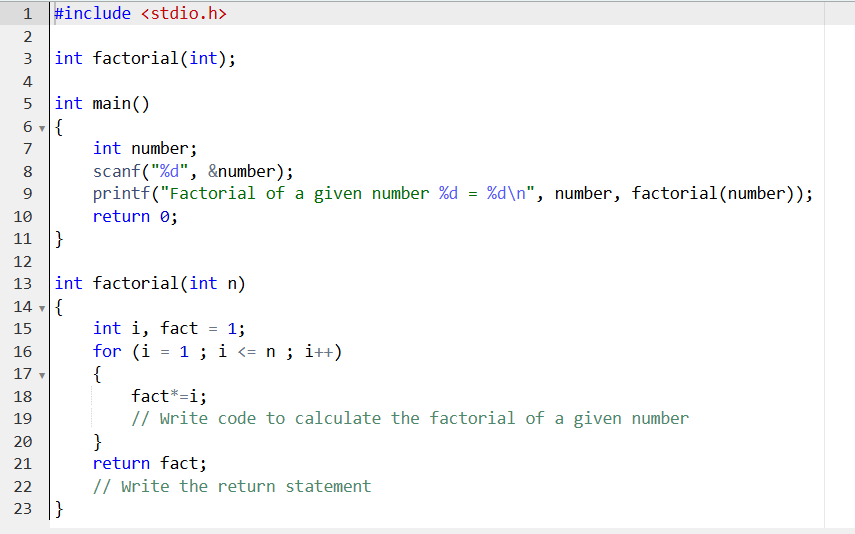 1 #include <stdio.h>
2
3 int factorial(int);
4
5 int main()
6 {
7     int number;
8     scanf("%d", &number);
9     printf("Factorial of a given number %d = %d\n", number, factorial(number));
10     return 0;
11 }
12
13 int factorial(int n)
14 {
15     int i, fact = 1;
16     for (i = 1 ; i <= n ; i++)
17     {
18         fact*=i;
19         // Write code to calculate the factorial of a given number
20     }
21     return fact;
22     // Write the return statement
23 }